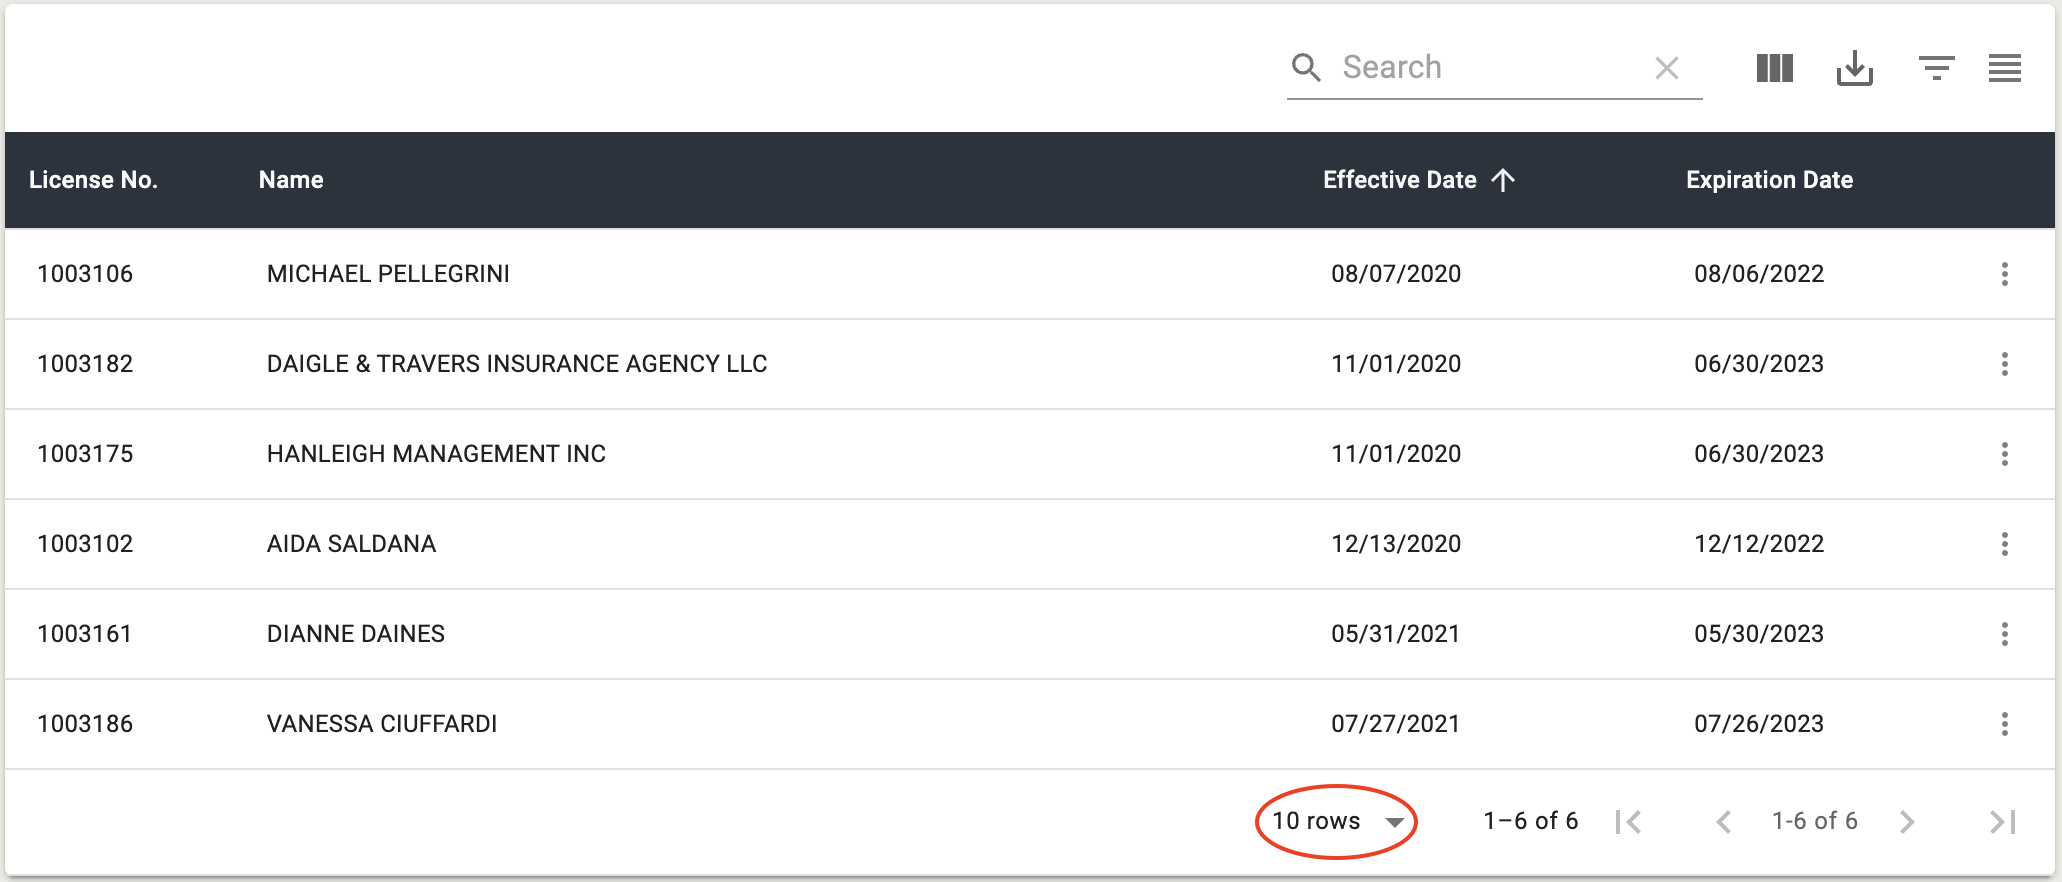 Search
License No. Name Effective Date Expiration Date
1003106 MICHAEL PELLEGRINI 08/07/2020 08/06/2022
1003182 DAIGLE & TRAVERS INSURANCE AGENCY LLC 11/01/2020 06/30/2023
1003175 HANLEIGH MANAGEMENT INC 11/01/2020 06/30/2023
1003102 AIDA SALDANA 12/13/2020 12/12/2022
1003161 DIANNE DAINES 05/31/2021 05/30/2023
1003186 VANESSA CIUFFARDI 07/27/2021 07/26/2023
10 rows 1–6 of 6 1-6 of 6